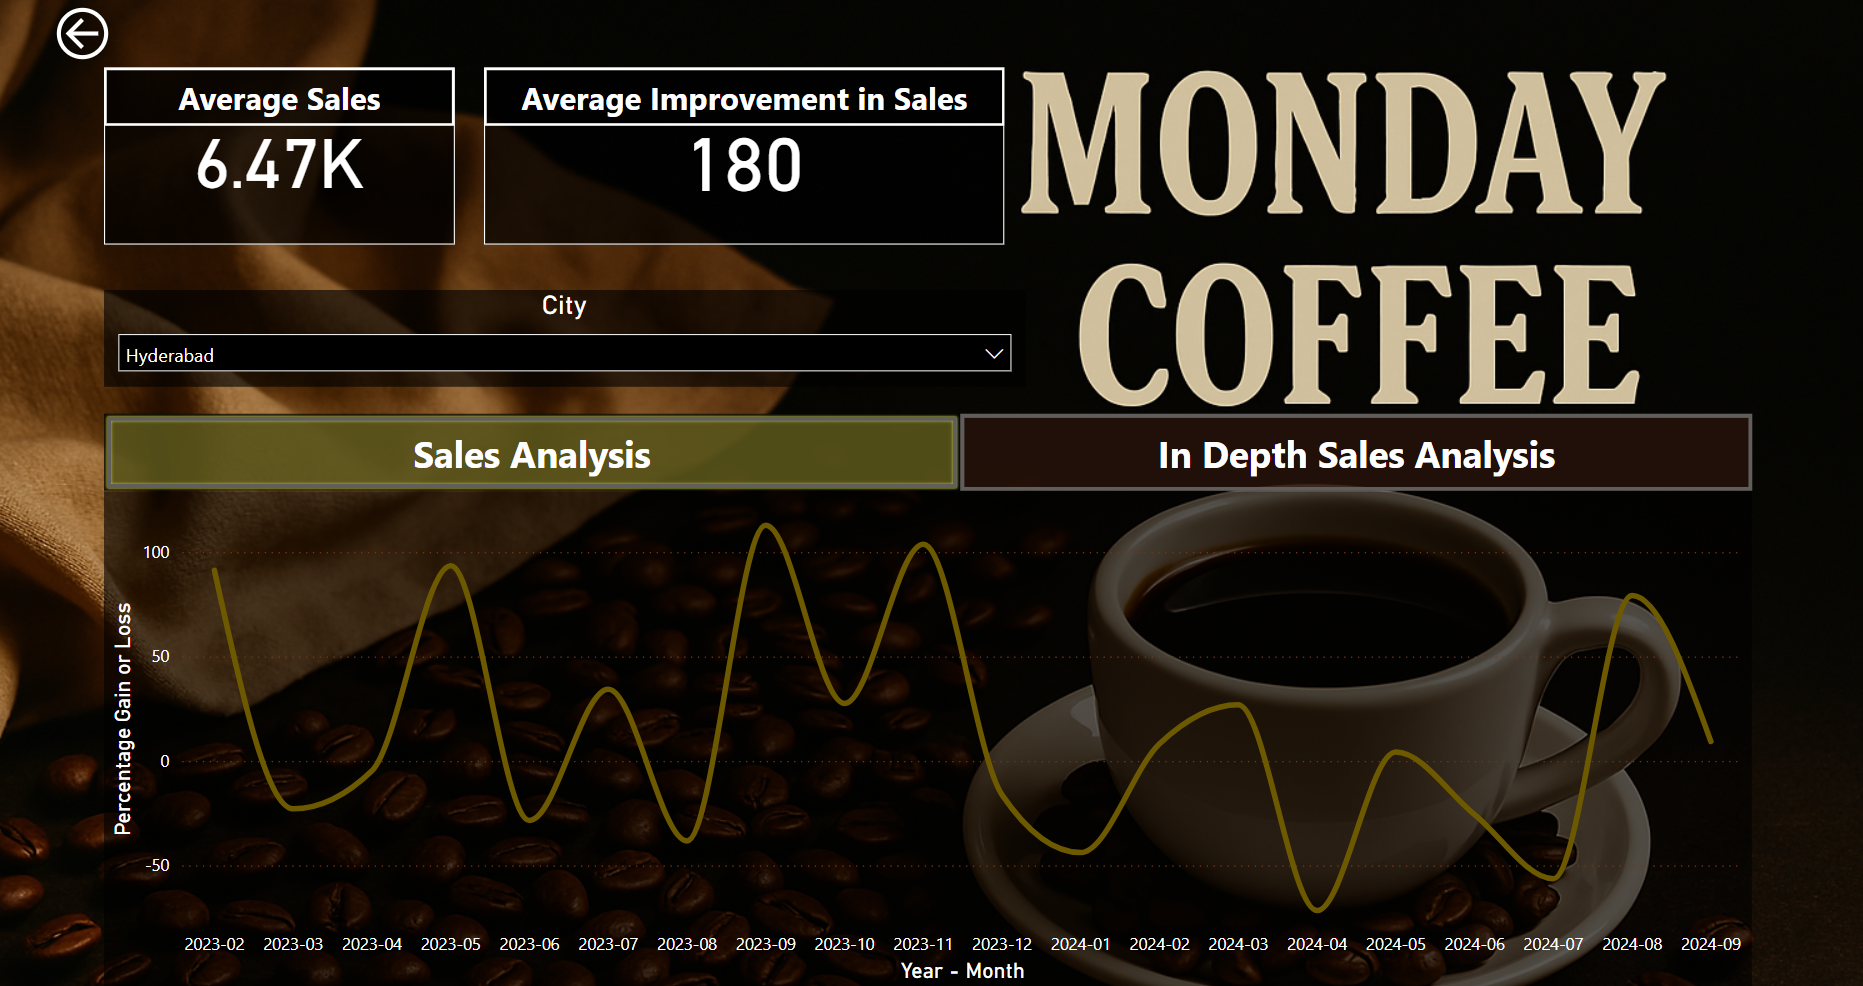 Average Sales
6.47K
Average Improvement in Sales
180
MONDAY
COFFEE
City
Hyderabad
Sales Analysis
In Depth Sales Analysis
Percentage Gain or Loss
100
50
0
-50
2023-02 2023-03 2023-04 2023-05 2023-06 2023-07 2023-08 2023-09 2023-10 2023-11 2023-12 2024-01 2024-02 2024-03 2024-04 2024-05 2024-06 2024-07 2024-08 2024-09
Year - Month